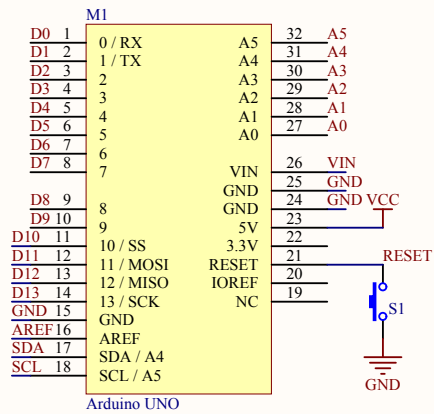 M1
D0 1 0 / RX A5 32 A5
D1 2 1 / TX A4 31 A4
D2 3 2 A3 30 A3
D3 4 3 A2 29 A2
D4 5 4 A1 28 A1
D5 6 5 A0 27 A0
D6 7 6
D7 8 7 VIN 26 VIN
GND 25 GND
D8 9 8 GND 24 GND VCC
D9 10 9 5V 23
D10 11 10 / SS 3.3V 22
D11 12 11 / MOSI RESET 21 RESET
D12 13 12 / MISO IOREF 20
D13 14 13 / SCK NC 19
GND 15 GND S1
AREF 16 AREF
SDA 17 SDA / A4
SCL 18 SCL / A5
GND
Arduino UNO